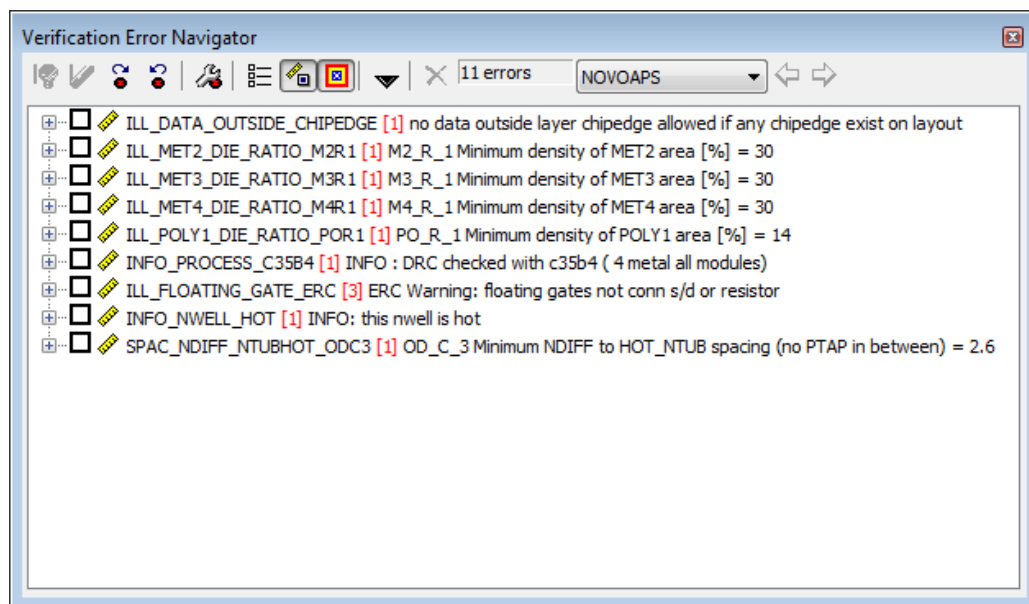 Verification Error Navigator
11 errors
NOVOAPS
ILL_DATA_OUTSIDE_CHIPEDGE [1] no data outside layer chipedge allowed if any chipedge exist on layout
ILL_MET2_DIE_RATIO_M2R1 [1] M2_R_1 Minimum density of MET2 area [%] = 30
ILL_MET3_DIE_RATIO_M3R1 [1] M3_R_1 Minimum density of MET3 area [%] = 30
ILL_MET4_DIE_RATIO_M4R1 [1] M4_R_1 Minimum density of MET4 area [%] = 30
ILL_POLY1_DIE_RATIO_POR1 [1] PO_R_1 Minimum density of POLY1 area [%] = 14
INFO_PROCESS_C35B4 [1] INFO : DRC checked with c35b4 ( 4 metal all modules)
ILL_FLOATING_GATE_ERC [3] ERC Warning: floating gates not conn s/d or resistor
INFO_NWELL_HOT [1] INFO: this nwell is hot
SPAC_NDIFF_NTUBHOT_ODC3 [1] OD_C_3 Minimum NDIFF to HOT_NTUB spacing (no PTAP in between) = 2.6